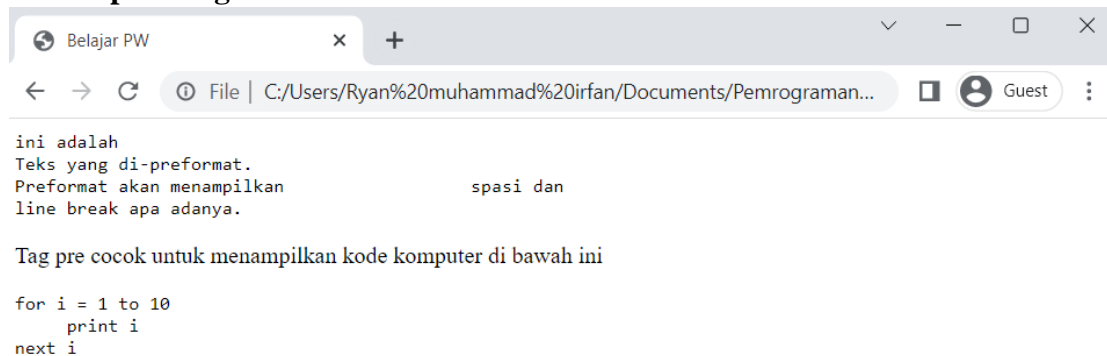 Belajar PW
File | C:/Users/Ryan%20muhammad%20irfan/Documents/Pemrograman...
Guest
ini adalah
Teks yang di-preformat.
Preformat akan menampilkan                  spasi dan
line break apa adanya.
Tag pre cocok untuk menampilkan kode komputer di bawah ini
for i = 1 to 10
     print i
next i